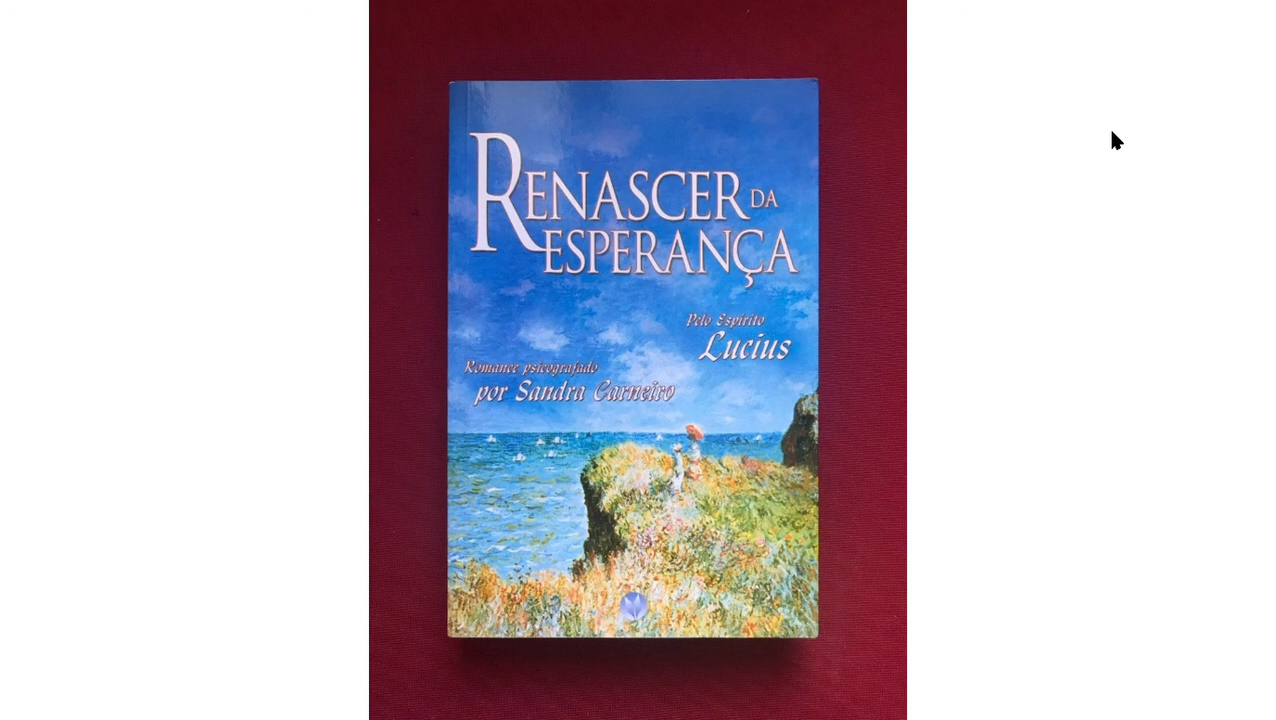 RENASCER DA
ESPERANÇA
Pelo Espírito
Lucius
Romance psicografado
por Sandra Carneiro